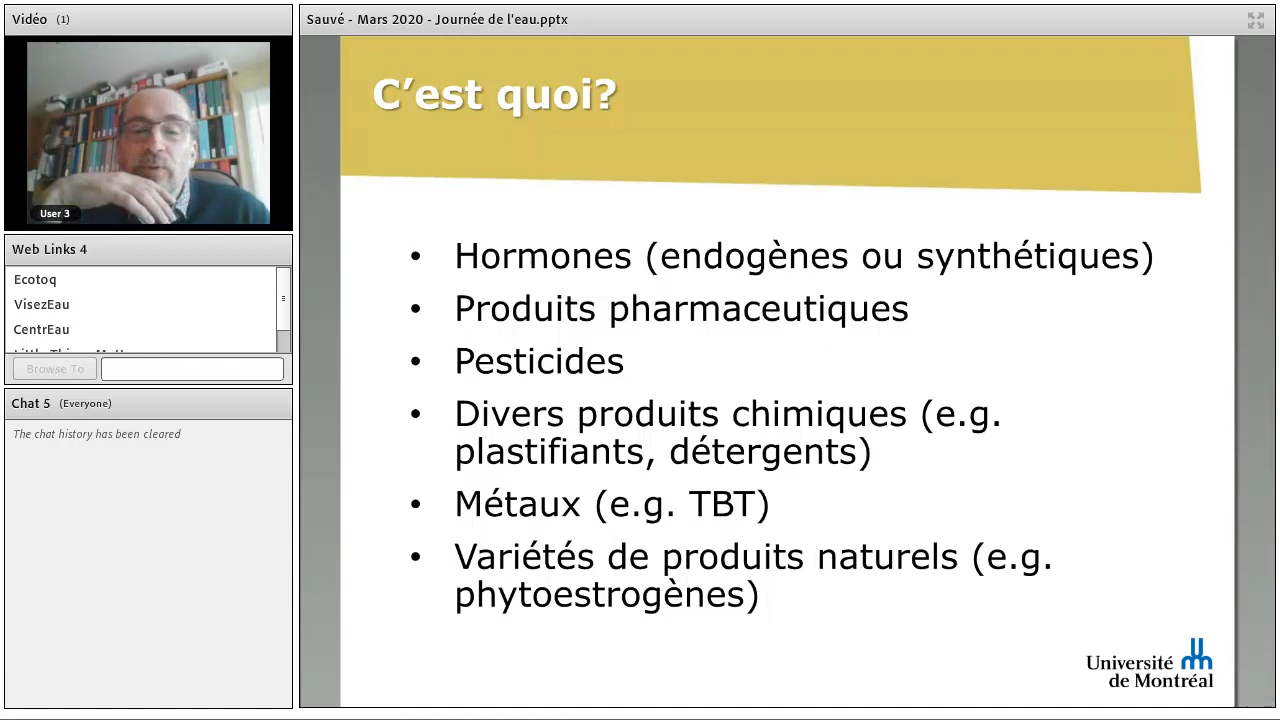 Vidéo (1)
User 3
Web Links 4
Ecotoq
VisezEau
CentrEau
Browse To
Chat 5 (Everyone)
The chat history has been cleared
Sauvé - Mars 2020 - Journée de l'eau.pptx
C’est quoi?
• Hormones (endogènes ou synthétiques)
• Produits pharmaceutiques
• Pesticides
• Divers produits chimiques (e.g.
plastifiants, détergents)
• Métaux (e.g. TBT)
• Variétés de produits naturels (e.g.
phytoestrogènes)
Université
de Montréal